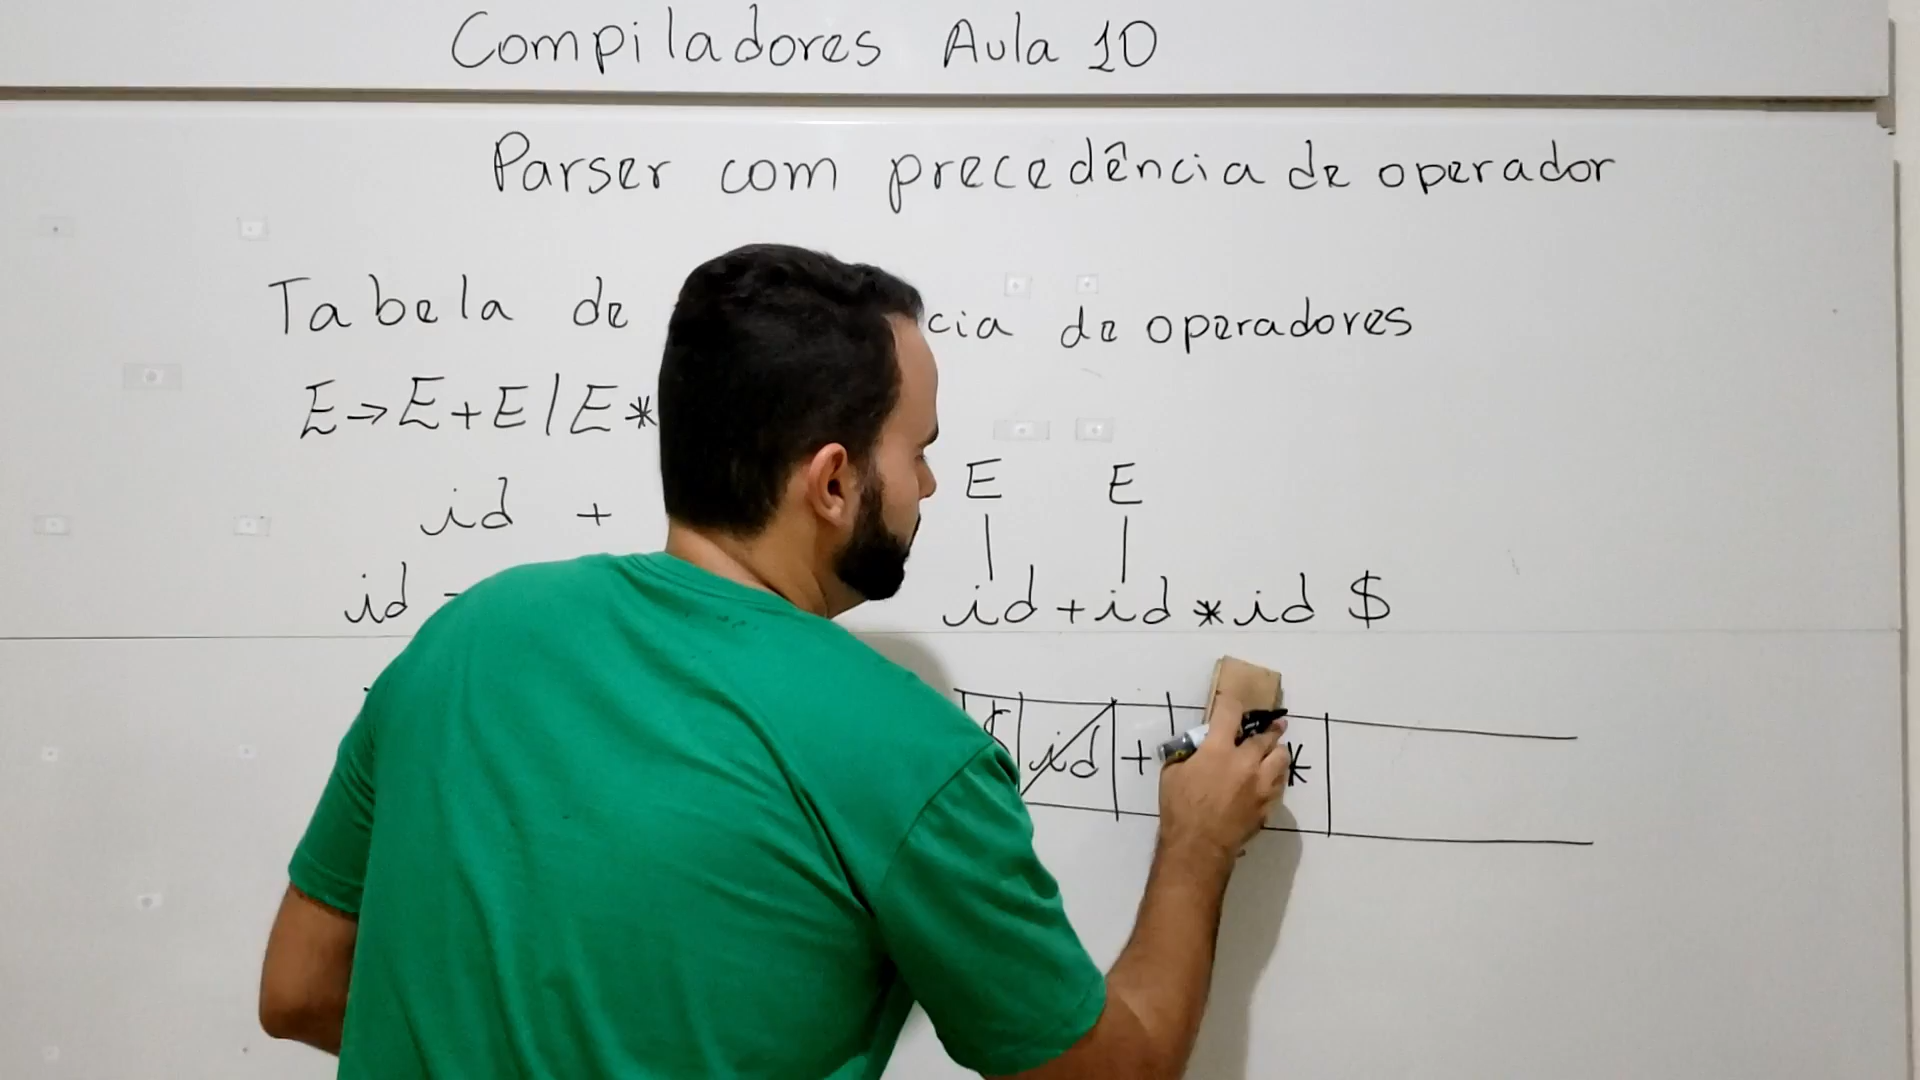 Compiladores Aula 10
Parser com precedência de operador
Tabela de cia de operadores
E→E+E|E*
E E
id +
id id+id*id $
id + *